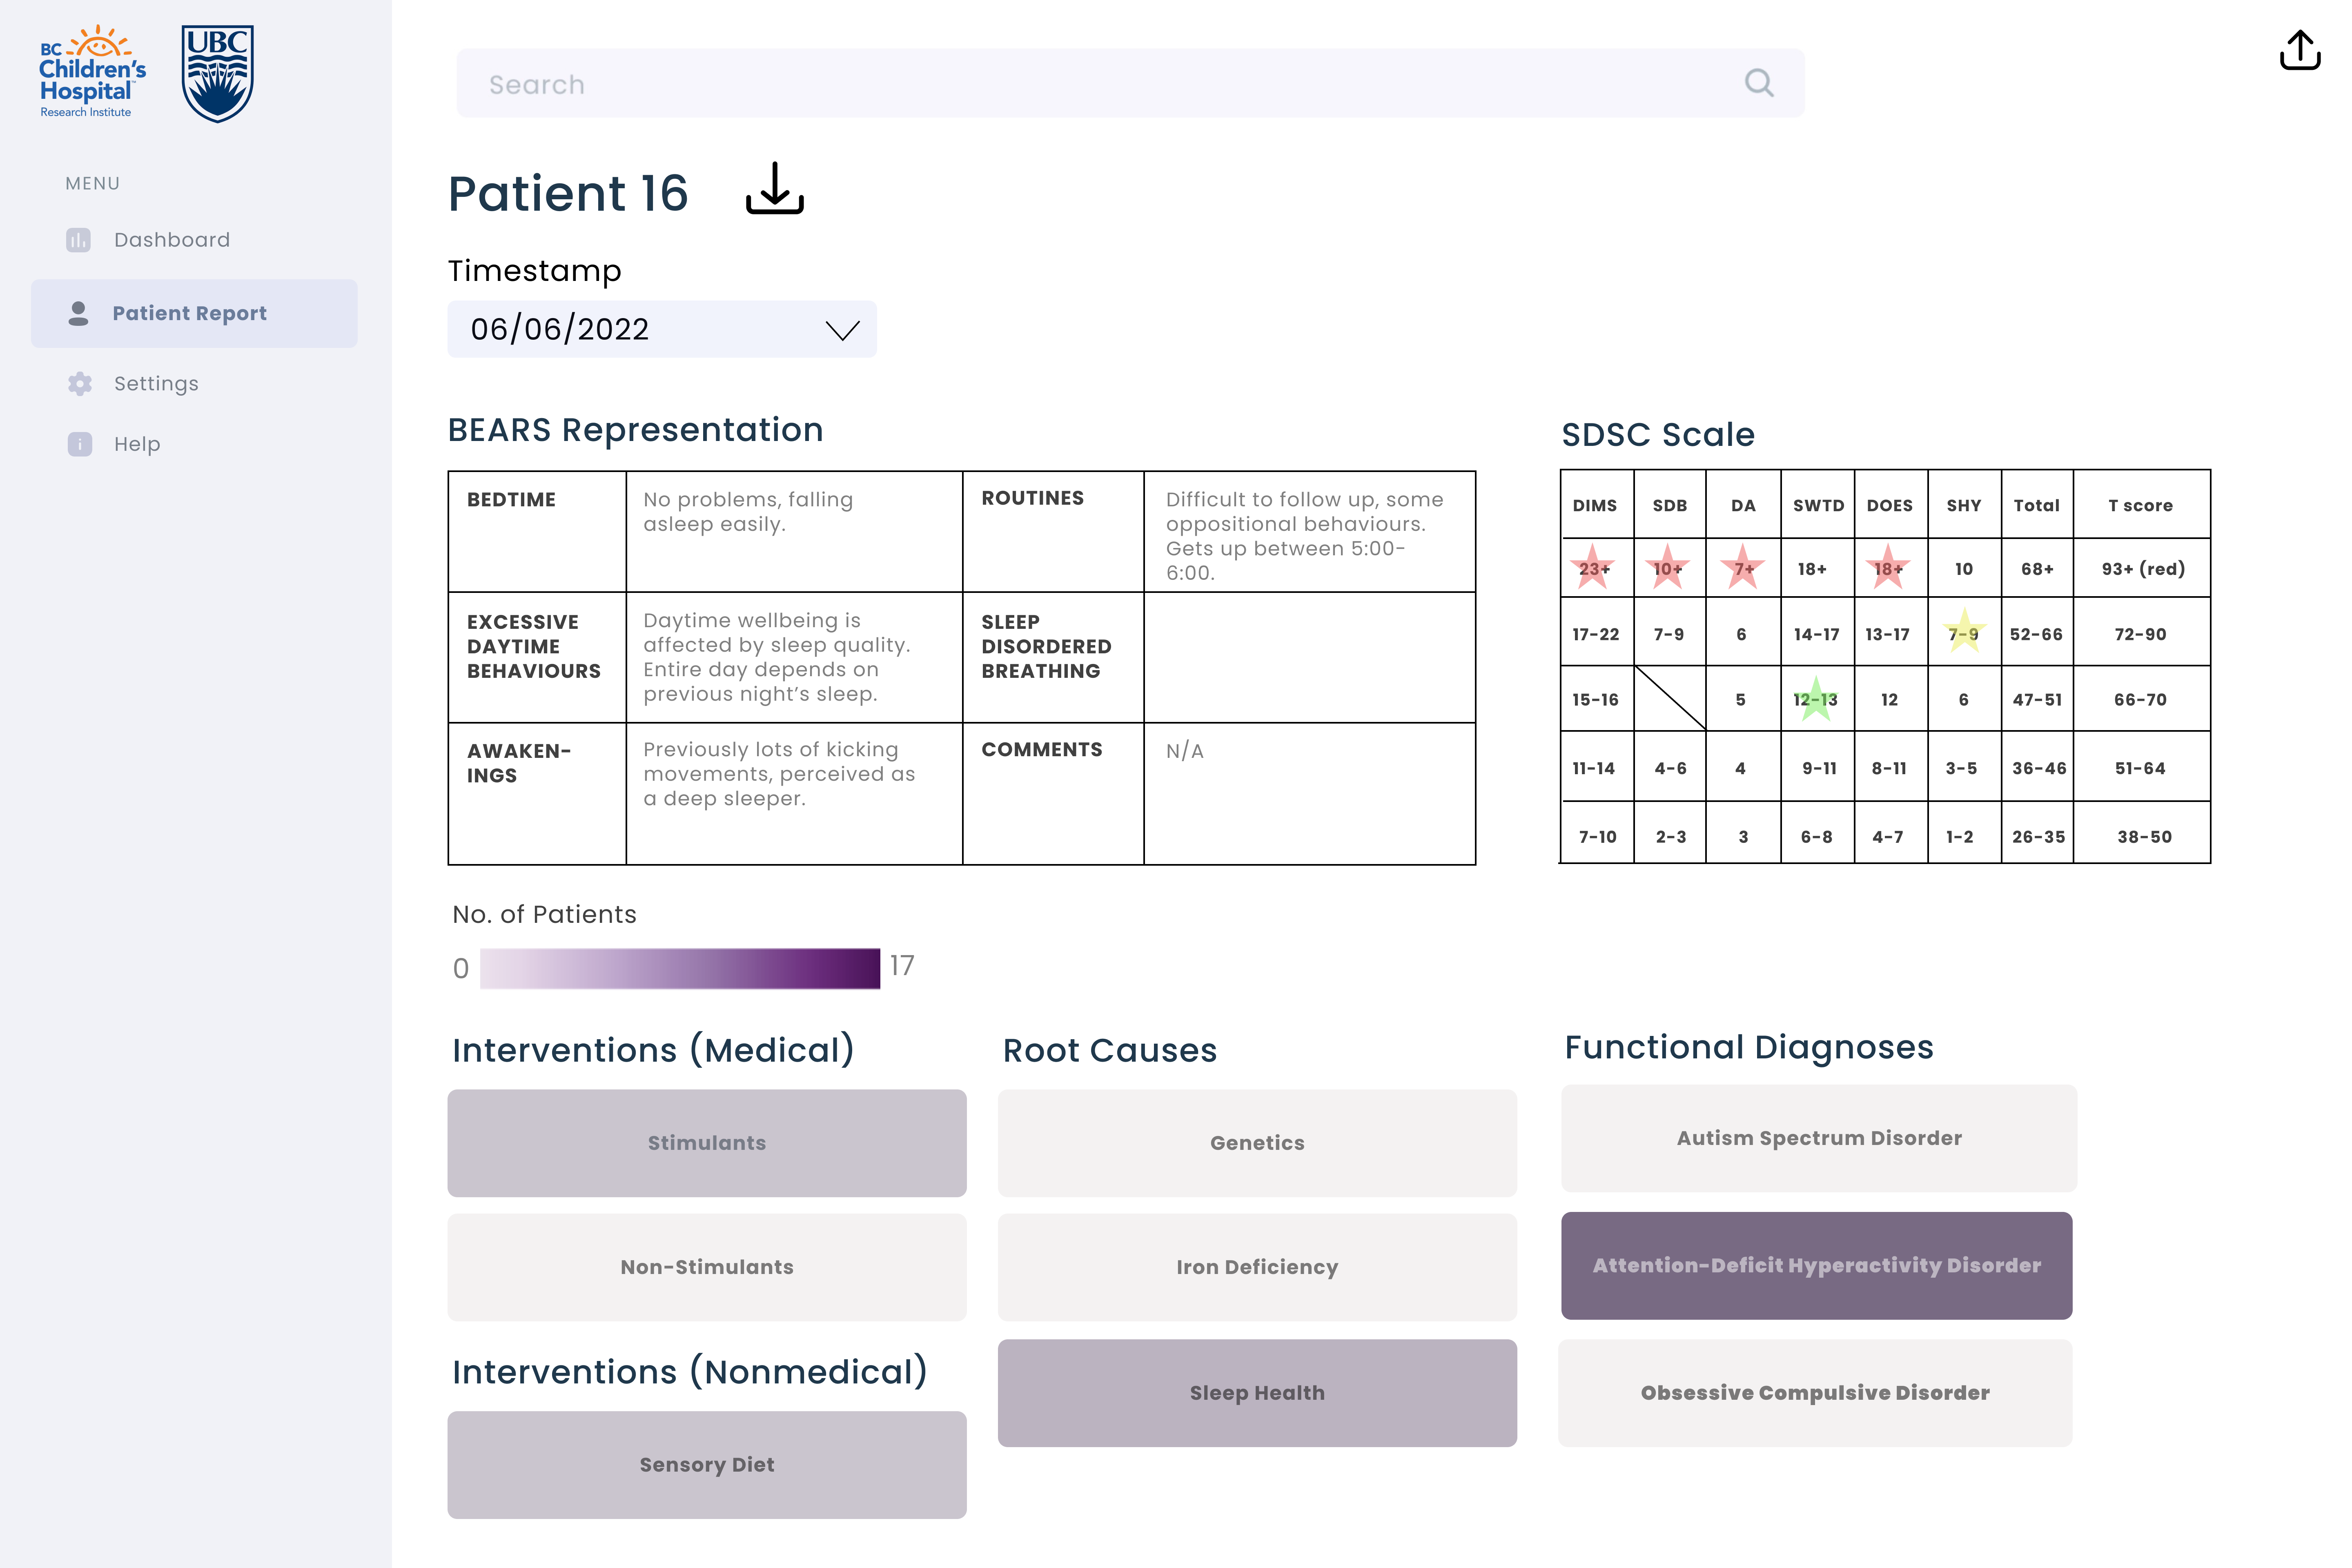 BC
Children's
Hospital
Research Institute
UBC
Search
MENU
Dashboard
Patient Report
Settings
Help
Patient 16
Timestamp
06/06/2022
BEARS Representation
BEDTIME
No problems, falling
asleep easily.
ROUTINES
Difficult to follow up, some
oppositional behaviours.
Gets up between 5:00-
6:00.
EXCESSIVE
DAYTIME
BEHAVIOURS
Daytime wellbeing is
affected by sleep quality.
Entire day depends on
previous night's sleep.
SLEEP
DISORDERED
BREATHING
AWAKEN-
INGS
Previously lots of kicking
movements, perceived as
a deep sleeper.
COMMENTS
N/A
SDSC Scale
DIMS SDB DA SWTD DOES SHY Total T score
23+ 10+ 7+ 18+ 18+ 10 68+ 93+ (red)
17-22 7-9 6 14-17 13-17 7-9 52-66 72-90
15-16 5 12-13 12 6 47-51 66-70
11-14 4-6 4 9-11 8-11 3-5 36-46 51-64
7-10 2-3 3 6-8 4-7 1-2 26-35 38-50
No. of Patients
0 17
Interventions (Medical)
Stimulants
Non-Stimulants
Interventions (Nonmedical)
Sensory Diet
Root Causes
Genetics
Iron Deficiency
Sleep Health
Functional Diagnoses
Autism Spectrum Disorder
Attention-Deficit Hyperactivity Disorder
Obsessive Compulsive Disorder